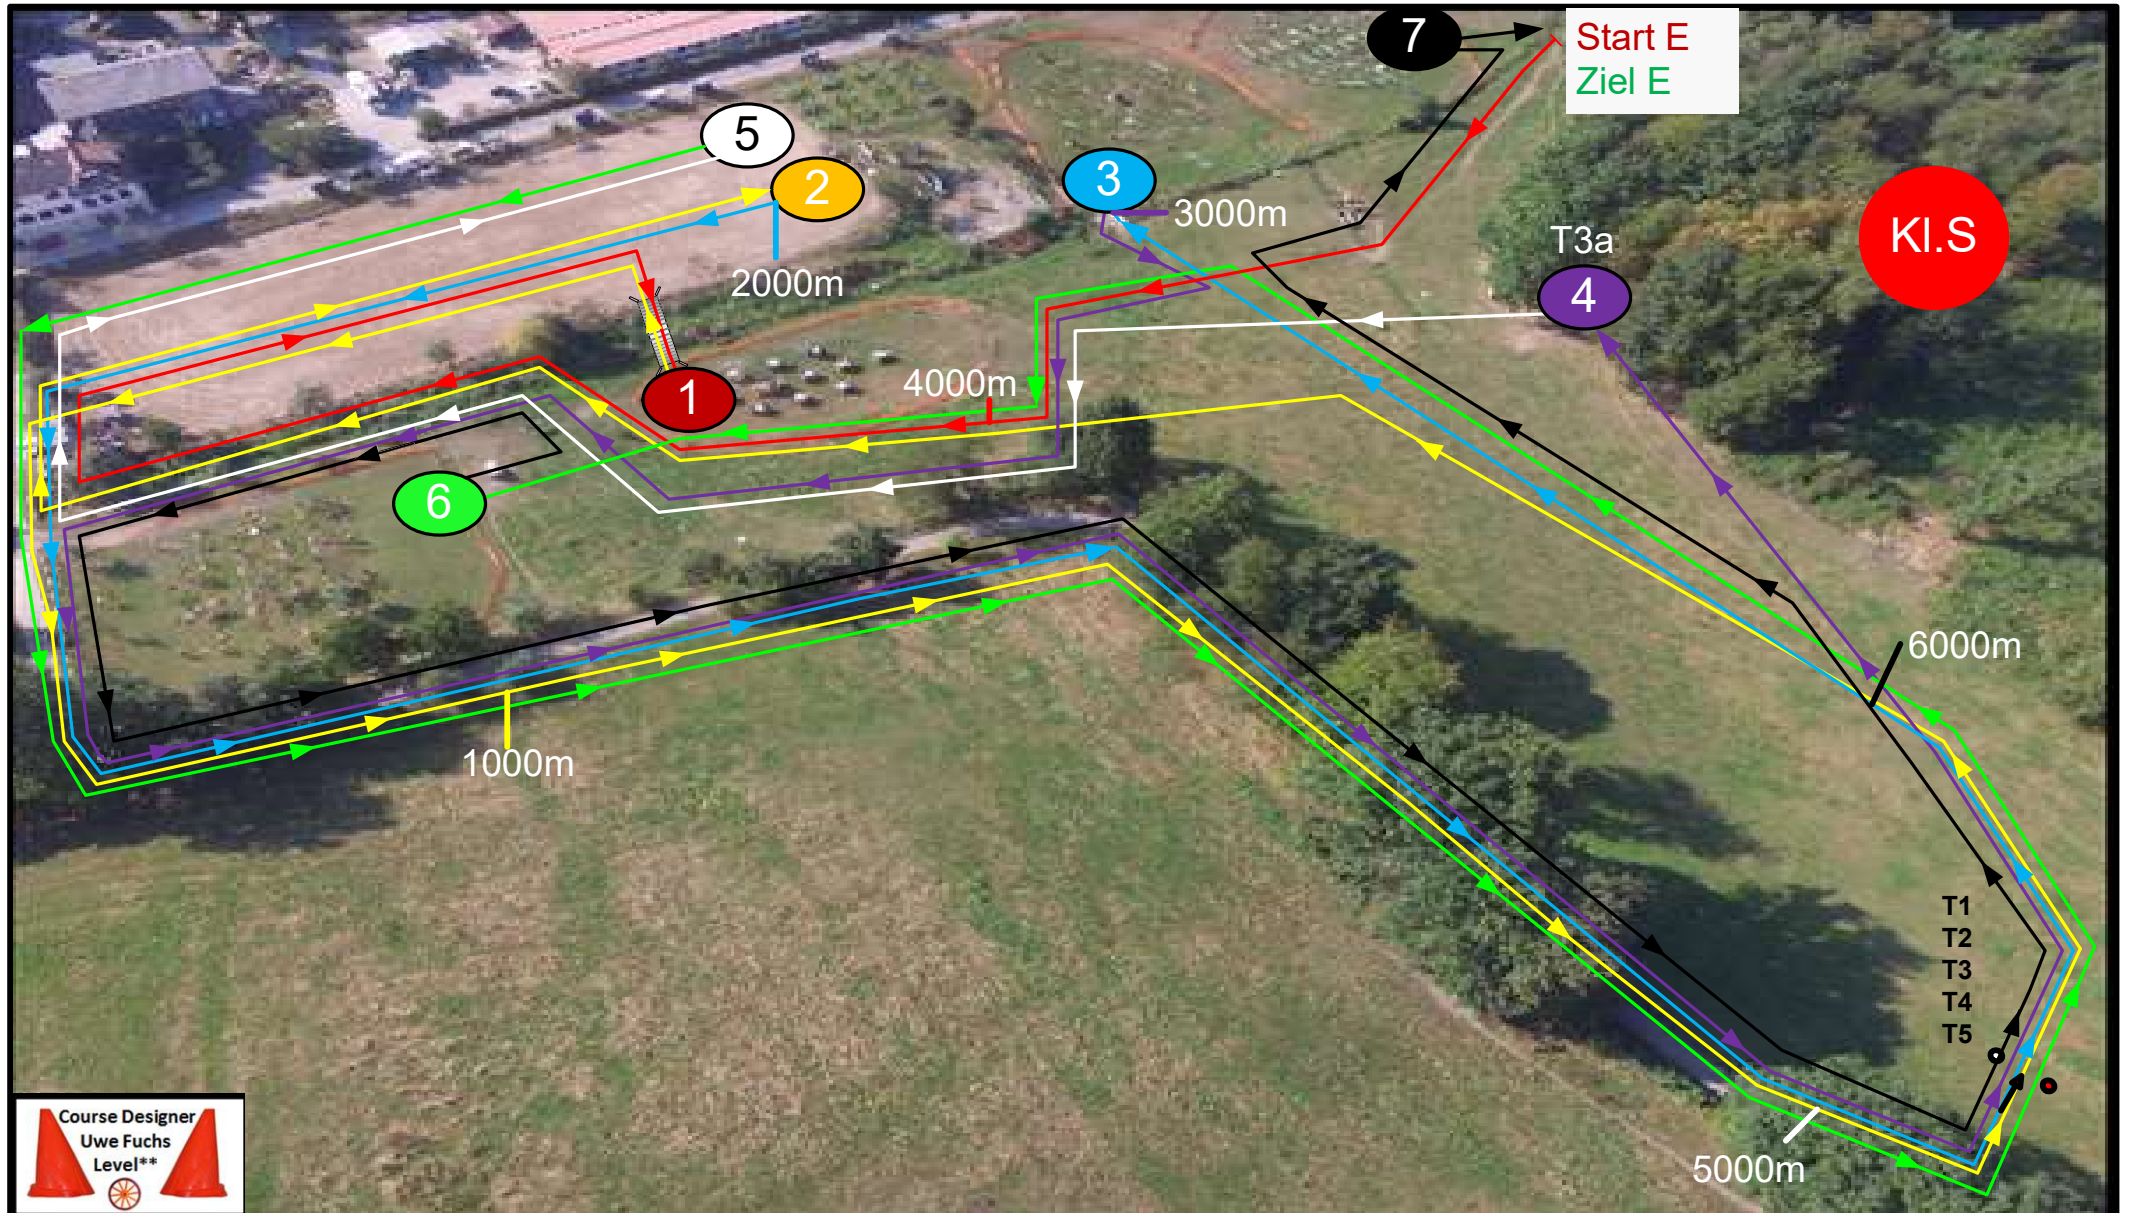 7
Start E
Ziel E
5
2
3
3000m
Kl.S
T3a
4
2000m
4000m
1
6
6000m
1000m
T1
T2
T3
T4
T5
5000m
Course Designer
Uwe Fuchs
Level**